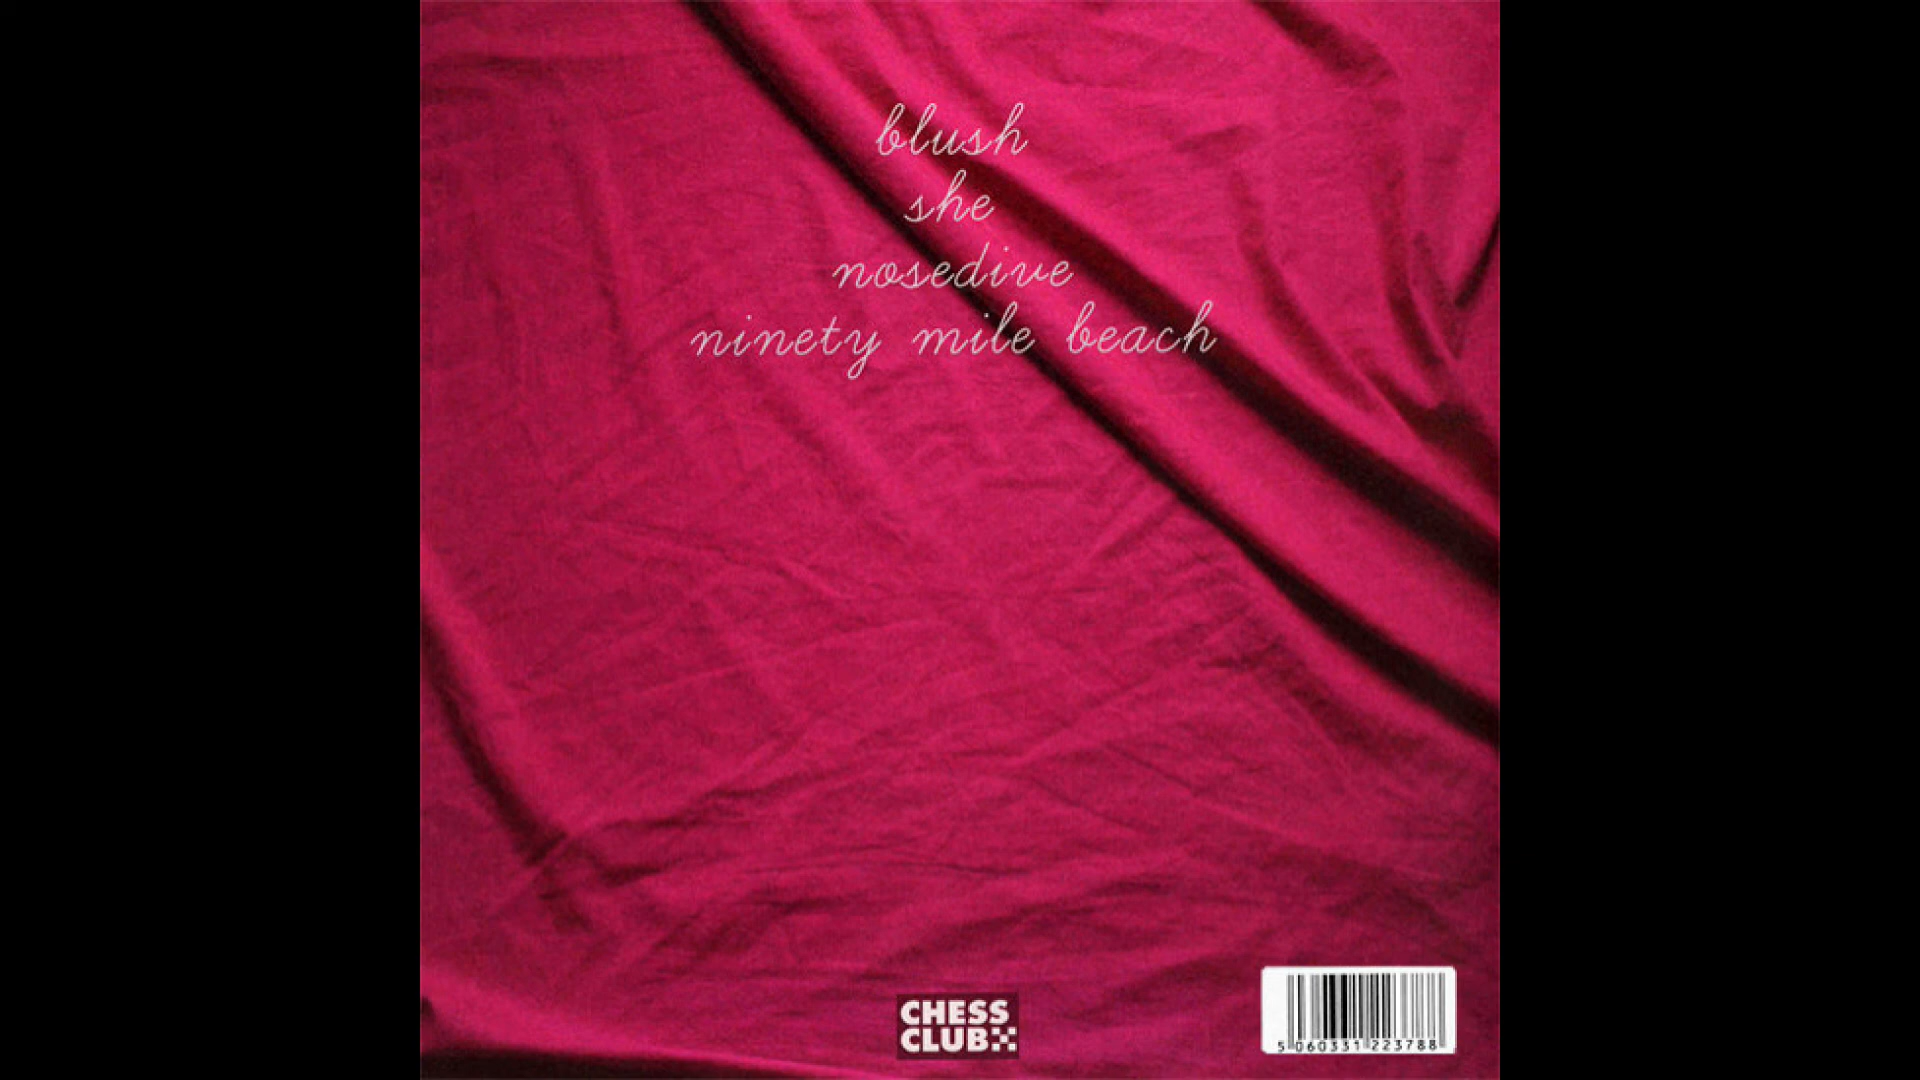 blush
she
nosedive
ninety mile beach
CHESS
CLUB
5 060331 223788